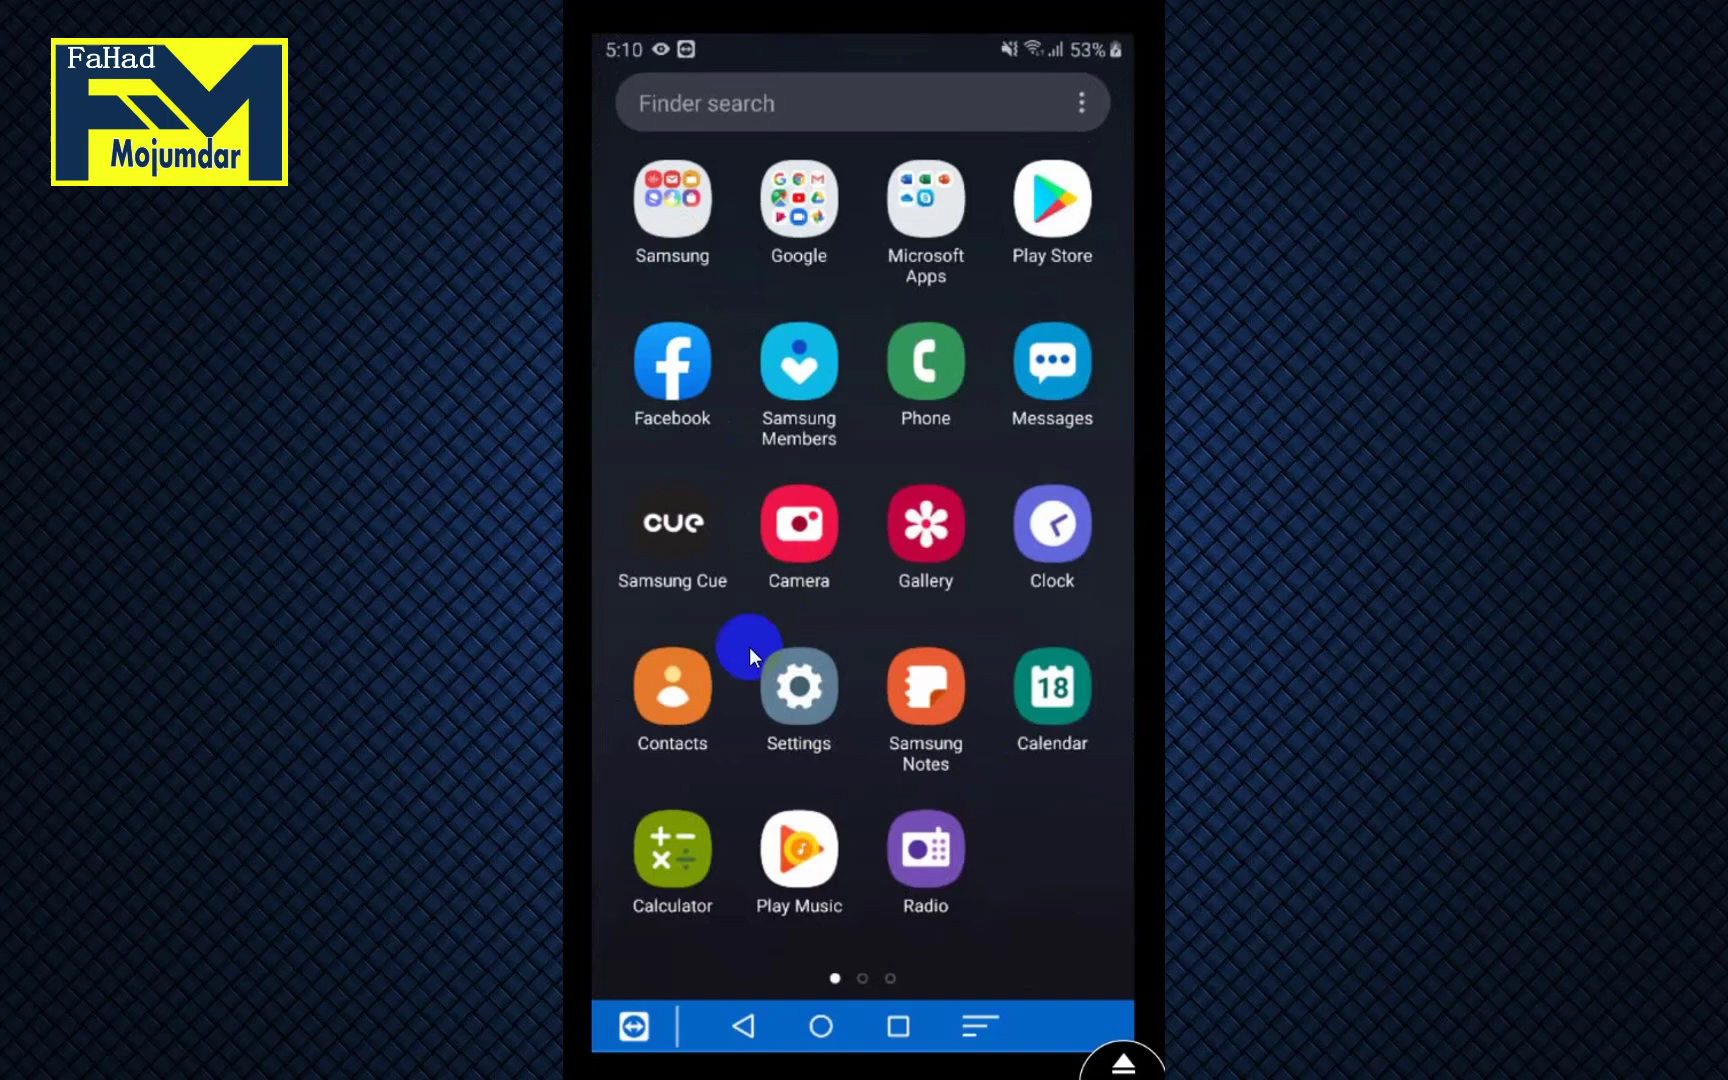 FaHad
FM
Mojumdar
5:10
53%
Finder search
Samsung
Google
Microsoft
Apps
Play Store
Facebook
Samsung
Members
Phone
Messages
cue
Samsung Cue
Camera
Gallery
Clock
18
Contacts
Settings
Samsung
Notes
Calendar
Calculator
Play Music
Radio